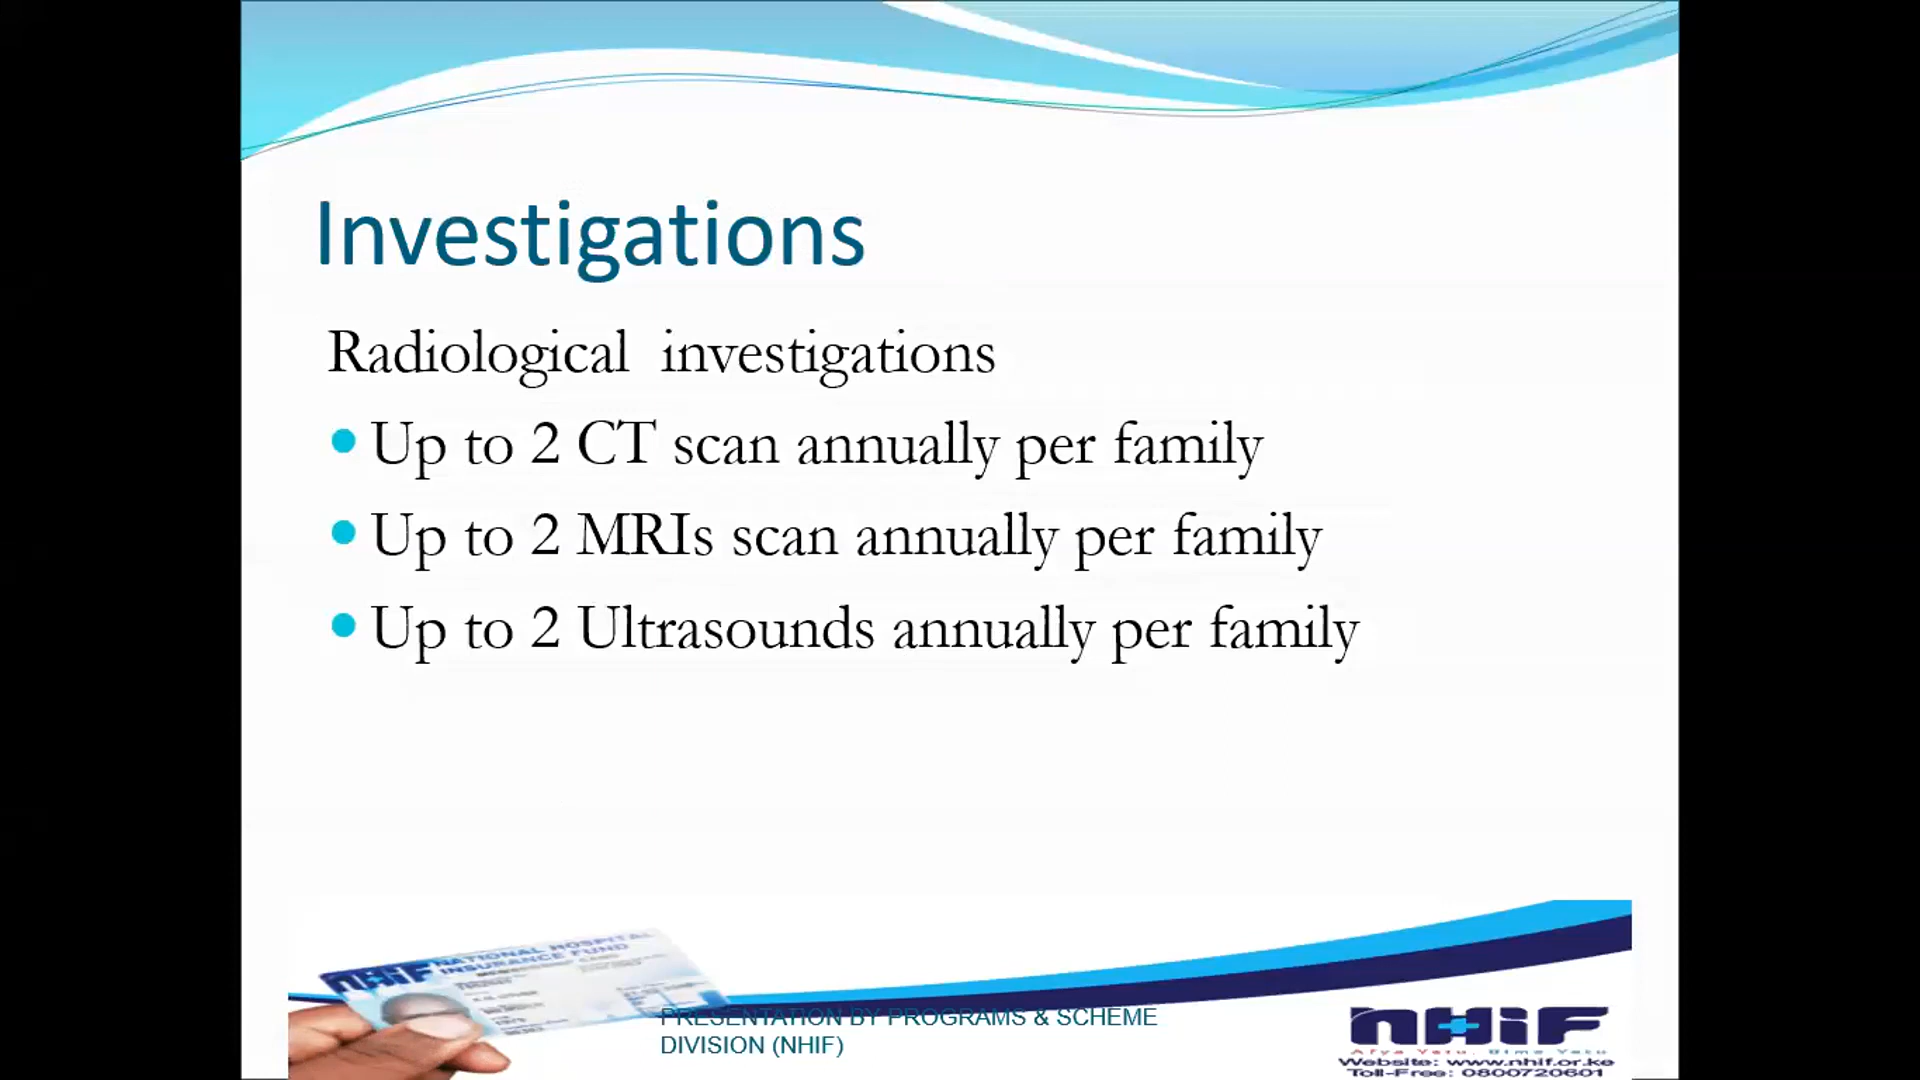 Investigations
Radiological investigations
Up to 2 CT scan annually per family
Up to 2 MRIs scan annually per family
Up to 2 Ultrasounds annually per family
NATIONAL HOSPITAL
NHiF INSURANCE FUND
PRESENTATION BY PROGRAMS & SCHEME
DIVISION (NHIF)
NHiF
Afya Yetu, Bima Yetu
Website: www.nhif.or.ke
Toll-Free: 0800720601